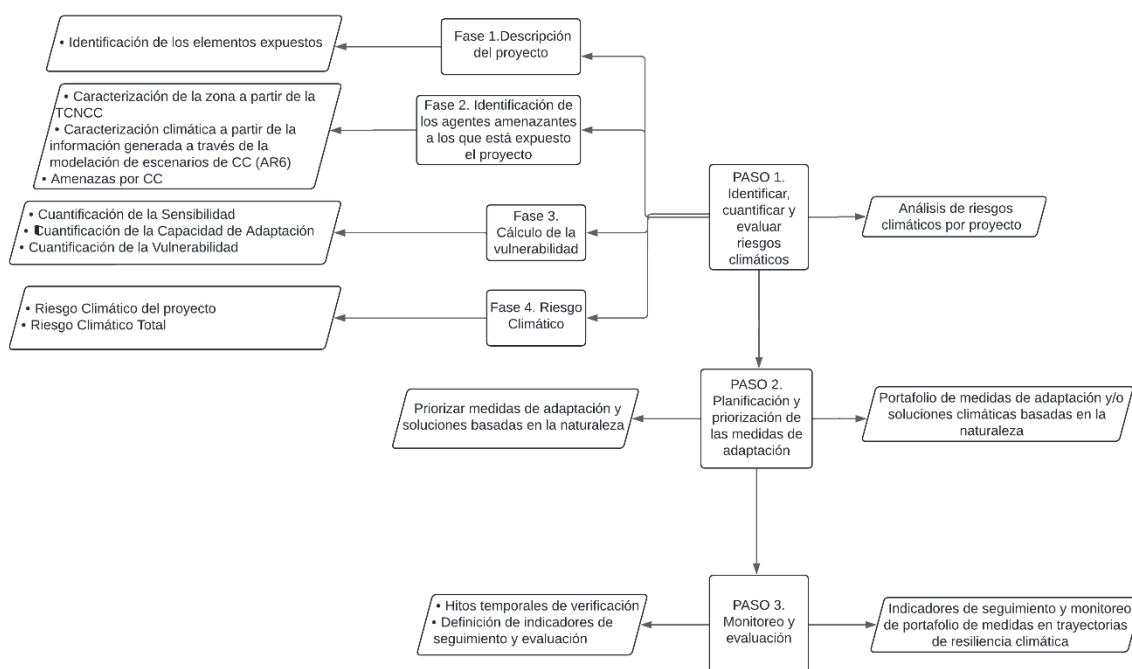 • Identificación de los elementos expuestos
Fase 1.Descripción
del proyecto
• Caracterización de la zona a partir de la
TCNCC
• Caracterización climática a partir de la
información generada a través de la
modelación de escenarios de CC (AR6)
• Amenazas por CC
Fase 2. Identificación de
los agentes amenazantes
a los que está expuesto
el proyecto
• Cuantificación de la Sensibilidad
• Cuantificación de la Capacidad de Adaptación
• Cuantificación de la Vulnerabilidad
Fase 3.
Cálculo de la
vulnerabilidad
• Riesgo Climático del proyecto
• Riesgo Climático Total
Fase 4. Riesgo
Climático
PASO 1.
Identificar,
cuantificar y
evaluar
riesgos
climáticos
Análisis de riesgos
climáticos por proyecto
Priorizar medidas de adaptación y
soluciones basadas en la naturaleza
PASO 2.
Planificación y
priorización de
las medidas de
adaptación
Portafolio de medidas de adaptación y/o
soluciones climáticas basadas en la
naturaleza
• Hitos temporales de verificación
• Definición de indicadores de
seguimiento y evaluación
PASO 3.
Monitoreo y
evaluación
Indicadores de seguimiento y monitoreo
de portafolio de medidas en trayectorias
de resiliencia climática